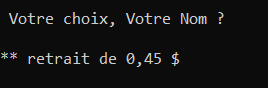 Votre choix, Votre Nom ?
** retrait de 0,45 $